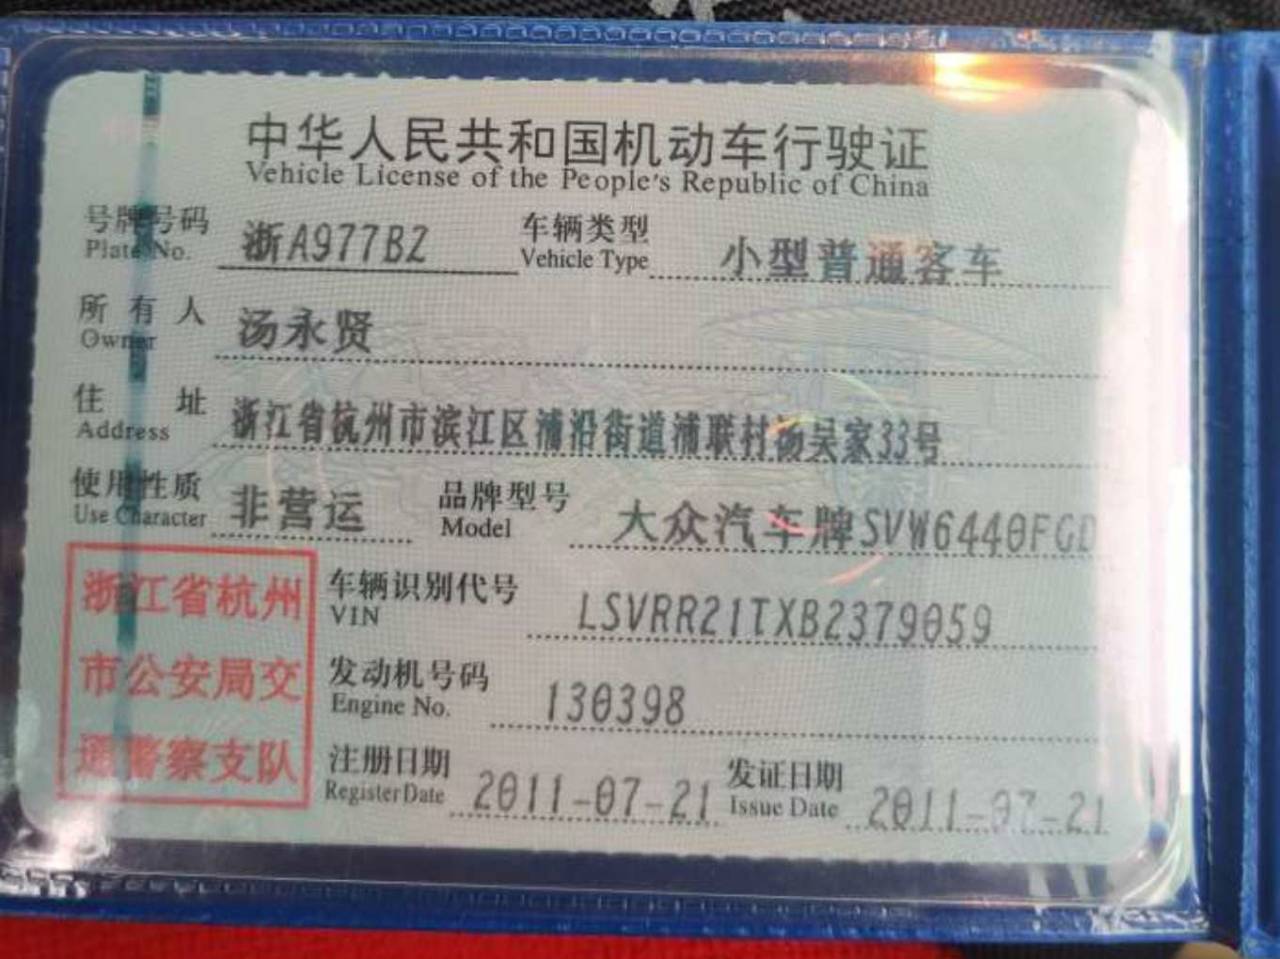 中华人民共和国机动车行驶证
Vehicle License of the People's Republic of China
号牌号码 浙A977B2 车辆类型 小型普通客车
Plate No. Vehicle Type
所有人 汤永贤
Owner
住址 浙江省杭州市滨江区浦沿街道浦联村汤吴家33号
Address
使用性质 非营运 品牌型号 大众汽车牌SVW6440FGD
Use Character Model
浙江省杭州
市公安局交
通警察支队
车辆识别代号 LSVRR21TXB2379059
VIN
发动机号码 130398
Engine No.
注册日期 2011-07-21 发证日期 2011-07-21
Register Date Issue Date